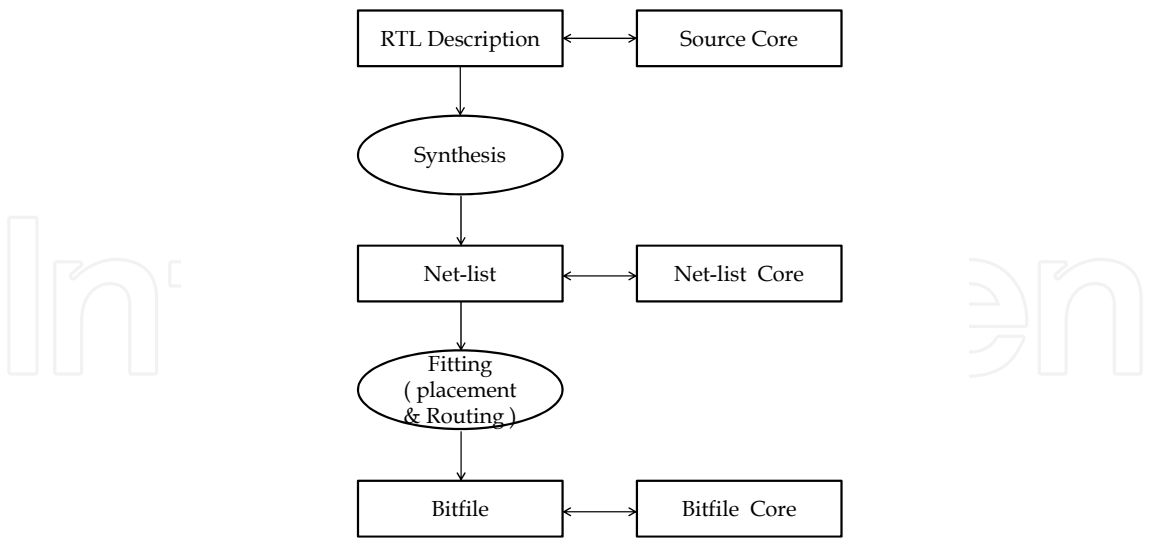 RTL Description
Source Core
Synthesis
Net-list
Net-list Core
Fitting
( placement
& Routing )
Bitfile
Bitfile Core